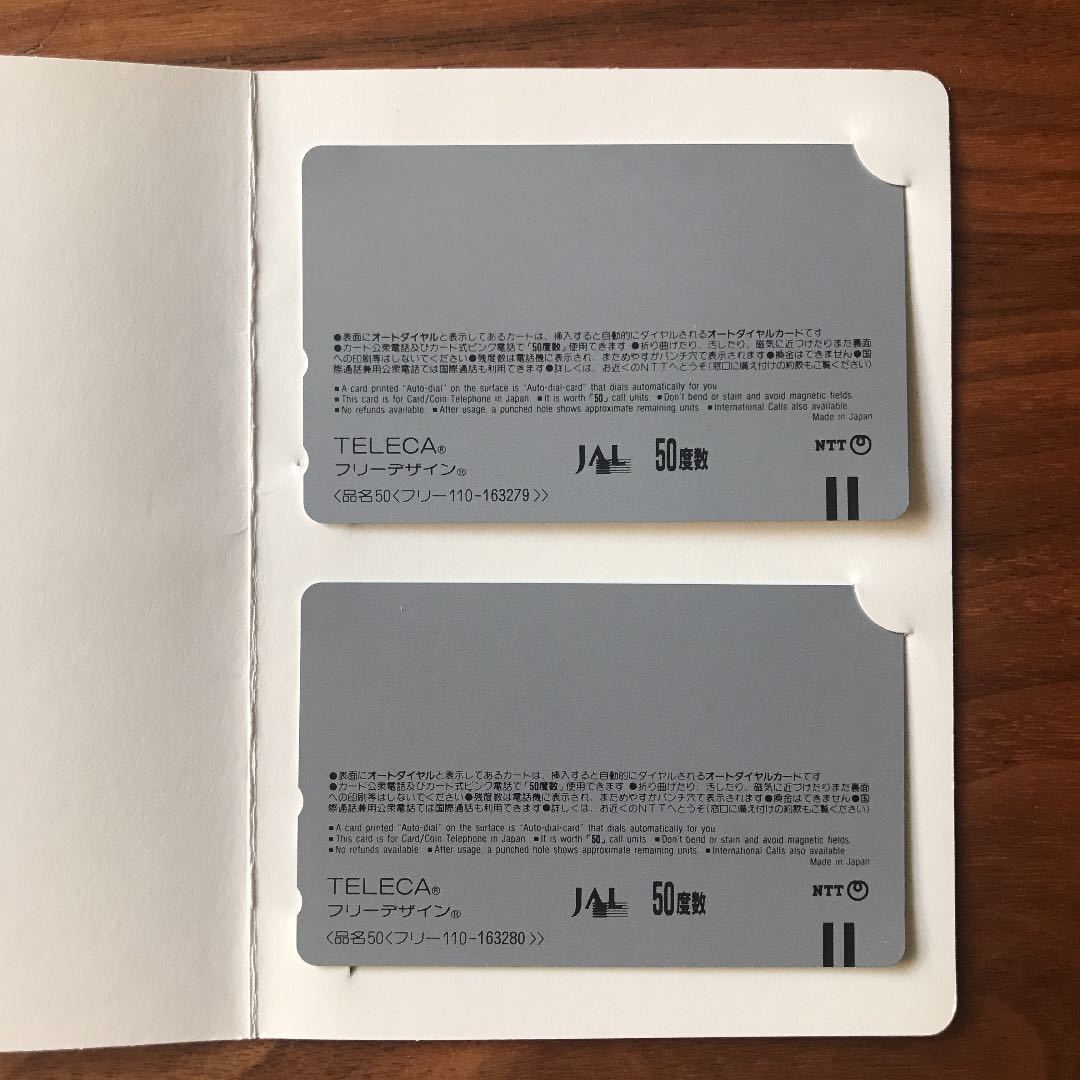 ●表面にオートダイヤルと表示してあるカードは、挿入すると自動的にダイヤルされるオートダイヤルカードです
●カード公衆電話及びカード式ピンク電話で「50度数」使用できます ●折り曲げたり、汚したり、磁気に近づけたりまた裏面
への印刷等はしないでください●残度数は電話機に表示され、まためやすがパンチ穴で表示されます●換金はできません●国
際通話兼用公衆電話では国際通話も利用できます●詳しくは、お近くのNTTへどうぞ(窓口に備え付けの約款もご覧ください)
■A card printed "Auto-dial" on the surface is "Auto-dial-card" that dials automatically for you.
■This card is for Card/Coin Telephone in Japan. ■It is worth「50」call units. ■Don't bend or stain and avoid magnetic fields.
■No refunds available. ■After usage, a punched hole shows approximate remaining units. ■International Calls also available.
Made in Japan
TELECA®
フリーデザイン®
JAL 50度数
NTT
〈品名50〈フリー110-163279〉〉
●表面にオートダイヤルと表示してあるカードは、挿入すると自動的にダイヤルされるオートダイヤルカードです
●カード公衆電話及びカード式ピンク電話で「50度数」使用できます ●折り曲げたり、汚したり、磁気に近づけたりまた裏面
への印刷等はしないでください●残度数は電話機に表示され、まためやすがパンチ穴で表示されます●換金はできません●国
際通話兼用公衆電話では国際通話も利用できます●詳しくは、お近くのNTTへどうぞ(窓口に備え付けの約款もご覧ください)
■A card printed "Auto-dial" on the surface is "Auto-dial-card" that dials automatically for you.
■This card is for Card/Coin Telephone in Japan. ■It is worth「50」call units. ■Don't bend or stain and avoid magnetic fields.
■No refunds available. ■After usage, a punched hole shows approximate remaining units. ■International Calls also available.
Made in Japan
TELECA®
フリーデザイン®
JAL 50度数
NTT
〈品名50〈フリー110-163280〉〉